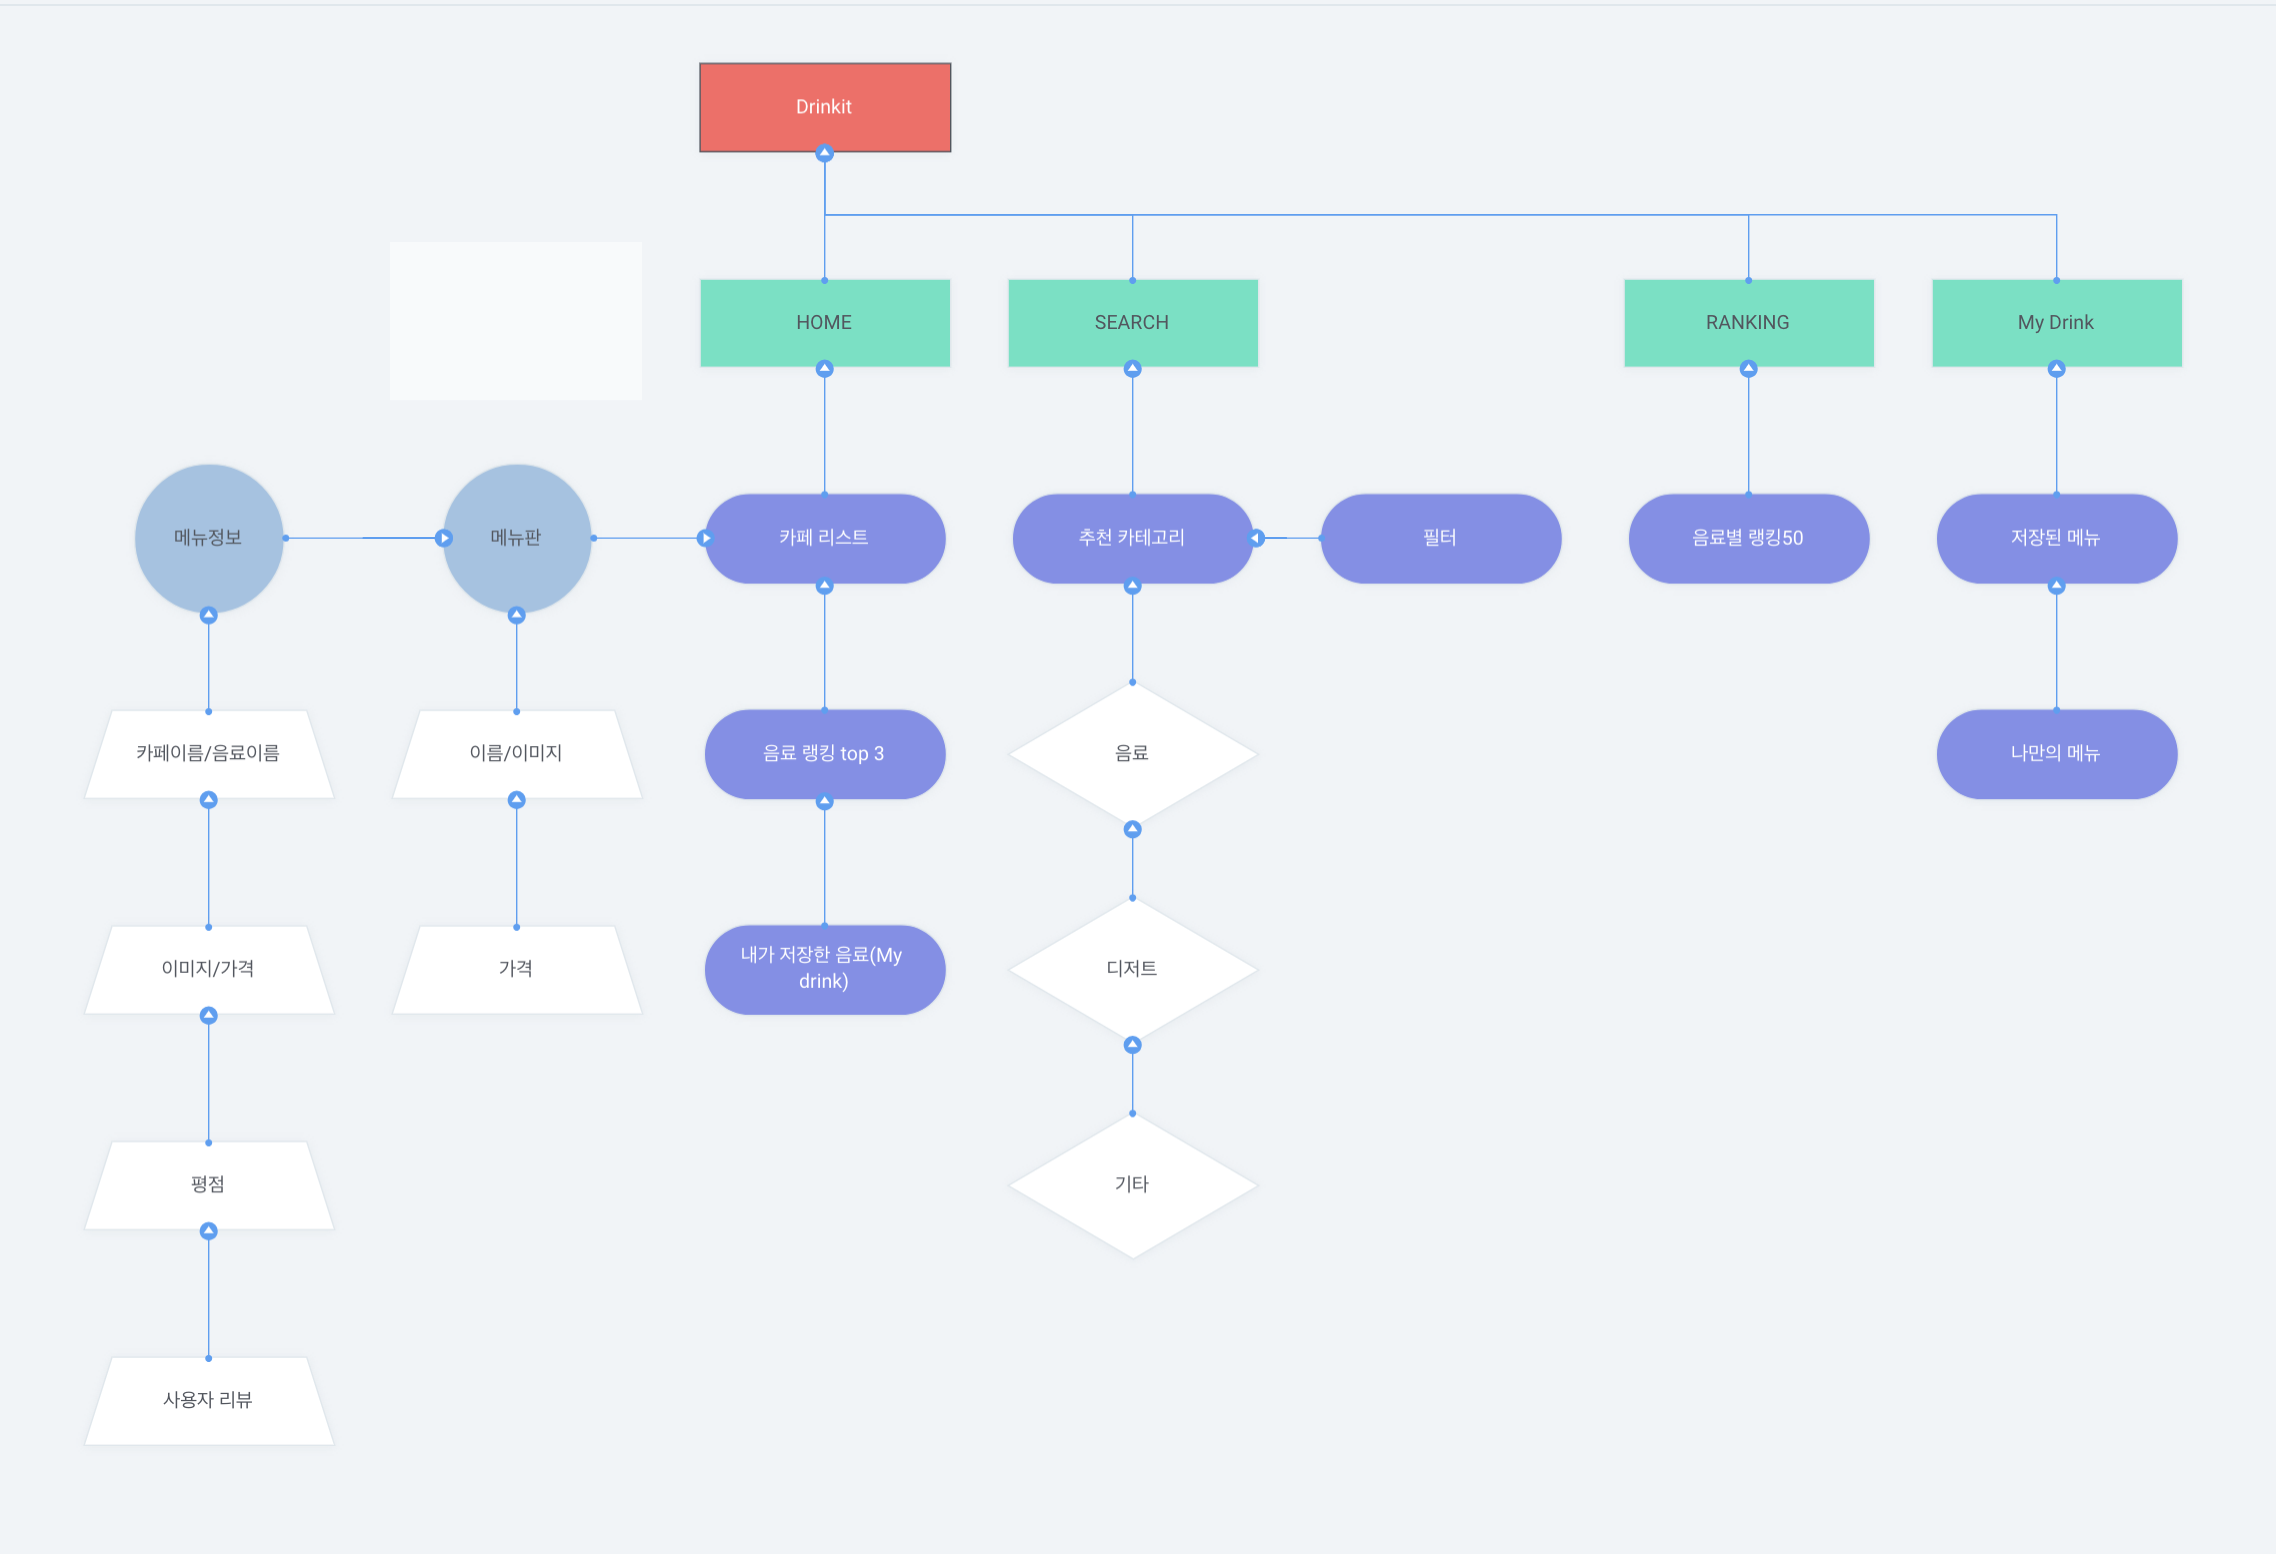 Drinkit
HOME
SEARCH
RANKING
My Drink
메뉴정보
메뉴판
카페 리스트
추천 카테고리
필터
음료별 랭킹50
저장된 메뉴
카페이름/음료이름
이름/이미지
음료 랭킹 top 3
음료
나만의 메뉴
이미지/가격
가격
내가 저장한 음료(My
drink)
디저트
평점
기타
사용자 리뷰